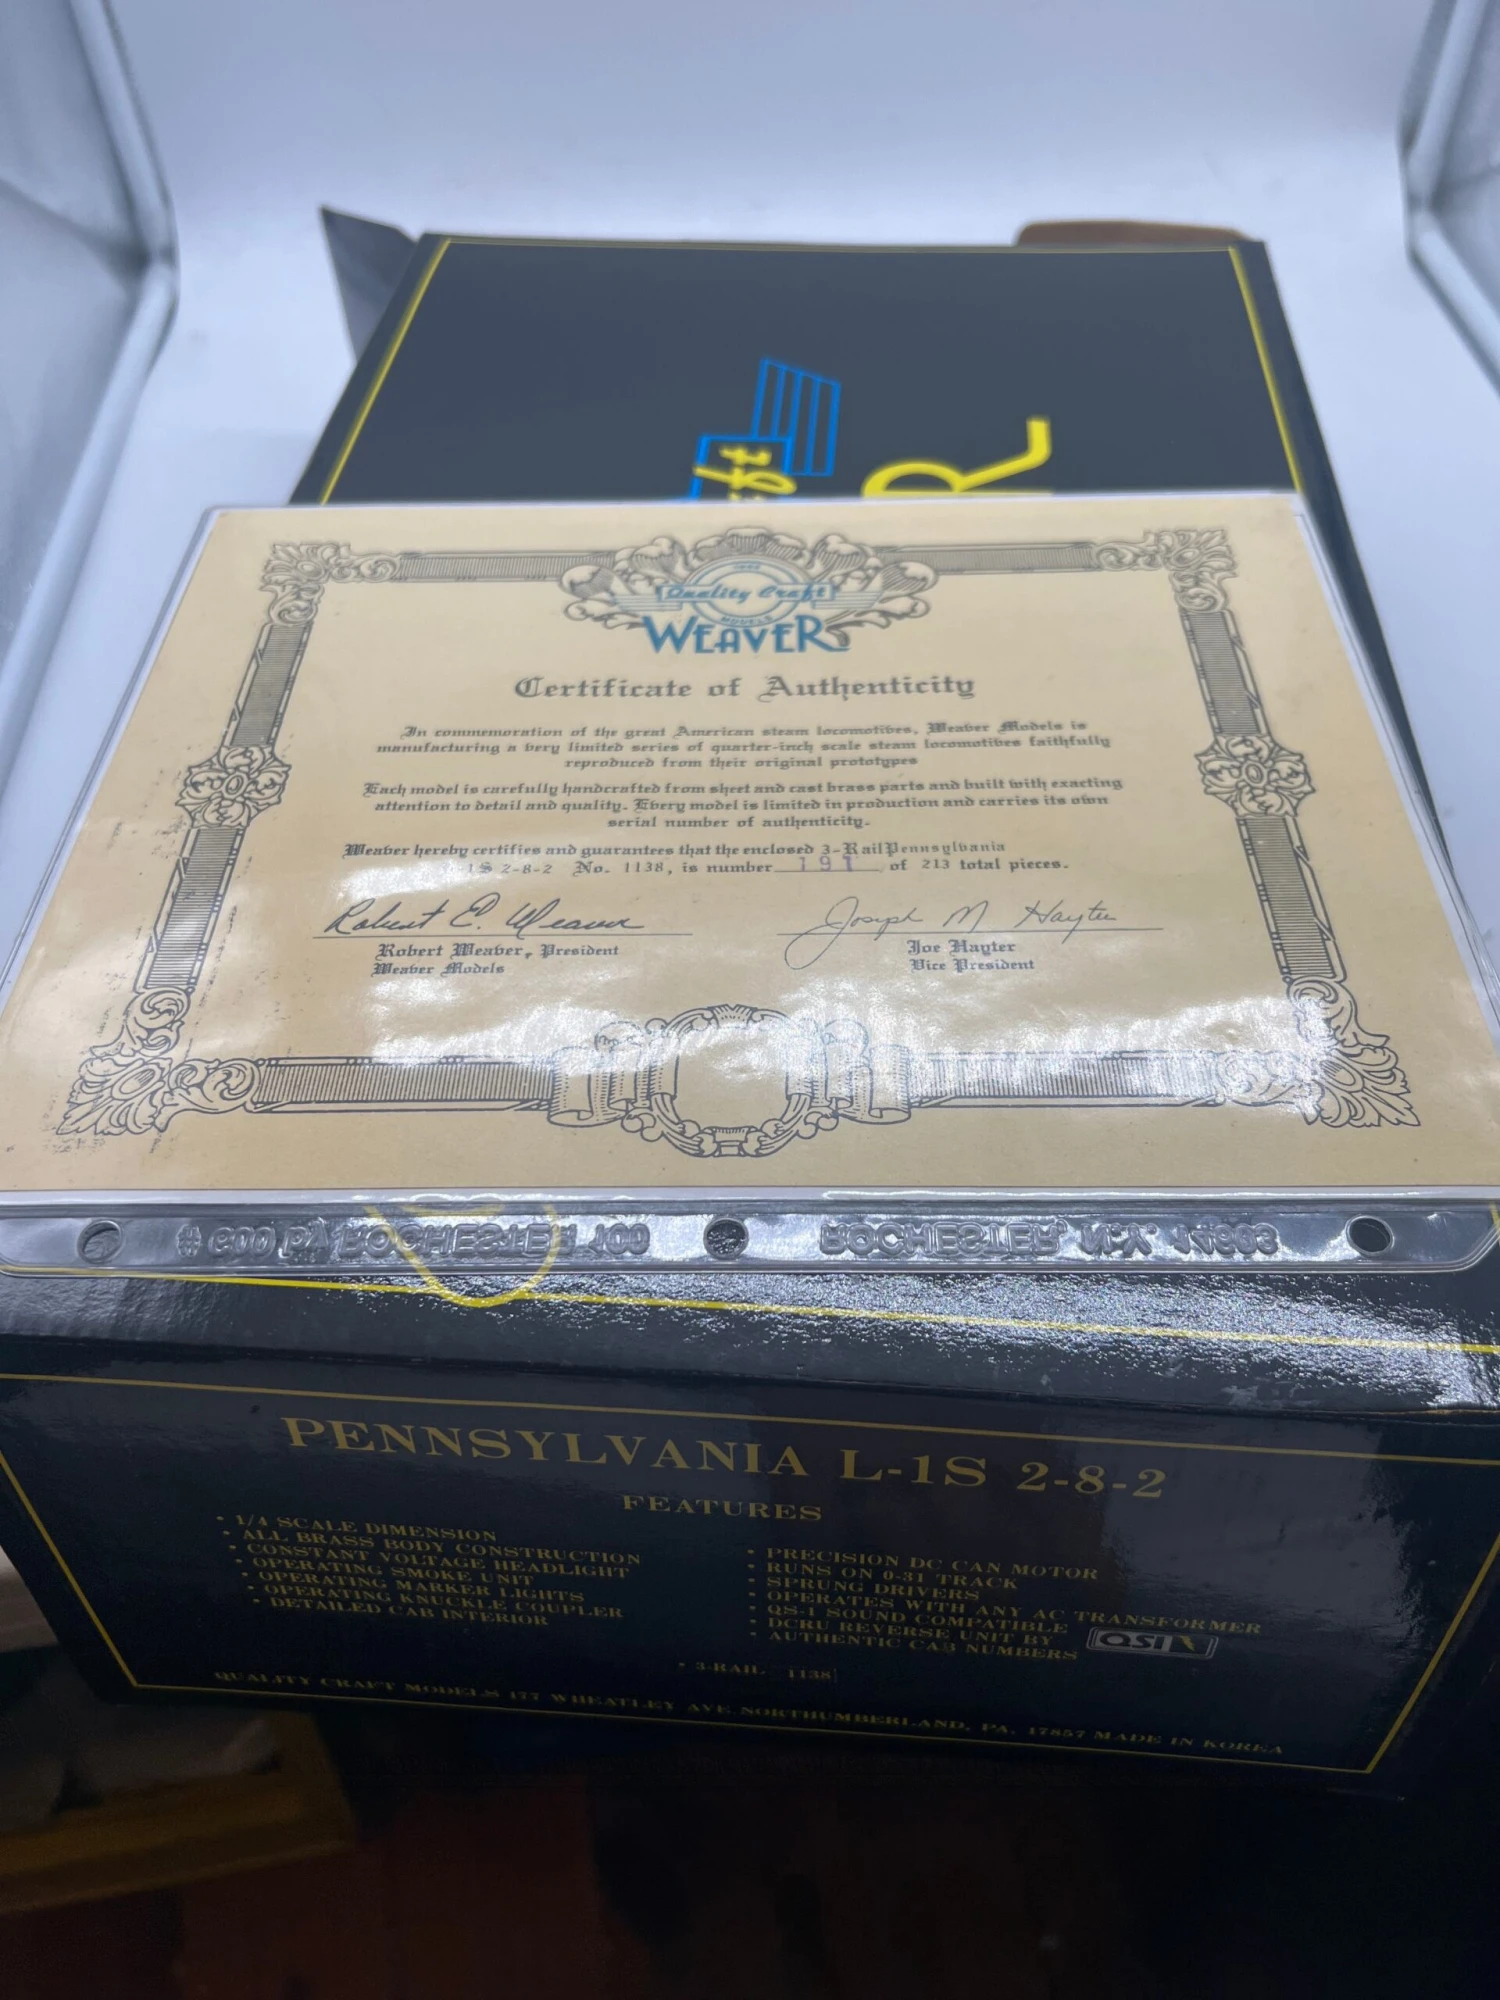 R
Quality Craft
MODELS
WEAVER
Certificate of Authenticity
In commemoration of the great American steam locomotives, Weaver Models is
manufacturing a very limited series of quarter-inch scale steam locomotives faithfully
reproduced from their original prototypes
Each model is carefully handcrafted from sheet and cast brass parts and built with exacting
attention to detail and quality. Every model is limited in production and carries its own
serial number of authenticity.
Weaver hereby certifies and guarantees that the enclosed 3-Rail Pennsylvania
1S 2-8-2 No. 1138, is number 191 of 213 total pieces.
Robert E. Weaver Joseph M Hayter
Robert Weaver, President Joe Hayter
Weaver Models Vice President
# 600 by ROCHESTER 100 ROCHESTER, N.Y. 14603
PENNSYLVANIA L-1S 2-8-2
FEATURES
• 1/4 SCALE DIMENSION
• ALL BRASS BODY CONSTRUCTION
• CONSTANT VOLTAGE HEADLIGHT
• OPERATING SMOKE UNIT
• OPERATING MARKER LIGHTS
• OPERATING KNUCKLE COUPLER
• DETAILED CAB INTERIOR
• PRECISION DC CAN MOTOR
• RUNS ON 0-31 TRACK
• SPRUNG DRIVERS
• OPERATES WITH ANY AC TRANSFORMER
• QS-1 SOUND COMPATIBLE
• DCRU REVERSE UNIT BY QSI
• AUTHENTIC CAB NUMBERS
• 3-RAIL 1138
QUALITY CRAFT MODELS 177 WHEATLEY AVE. NORTHUMBERLAND, PA. 17857 MADE IN KOREA